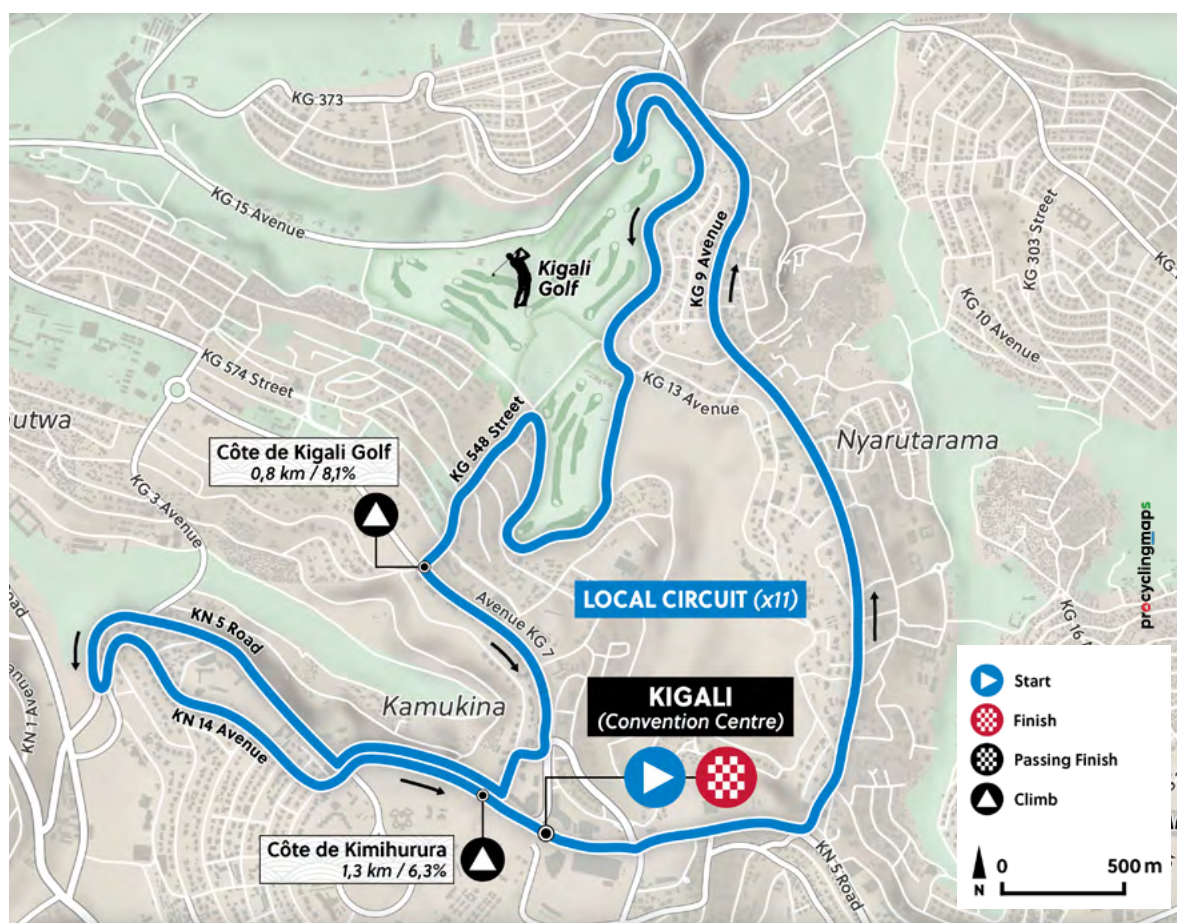 KG 373
KG 15 Avenue
Kigali
Golf
KG 9 Avenue
KG 303 Street
KG 10 Avenue
KG 574 Street
KG 13 Avenue
utwa
Nyarutarama
Côte de Kigali Golf
0,8 km / 8,1%
KG 548 Street
KG 3 Avenue
procyclingmaps
LOCAL CIRCUIT (x11)
Avenue KG 7
KG 16
KN 5 Road
KN 1 Avenue
KN 14 Avenue
Kamukina
KIGALI
(Convention Centre)
Côte de Kimihurura
1,3 km / 6,3%
KN 5 Road
Start
Finish
Passing Finish
Climb
N
0 500 m